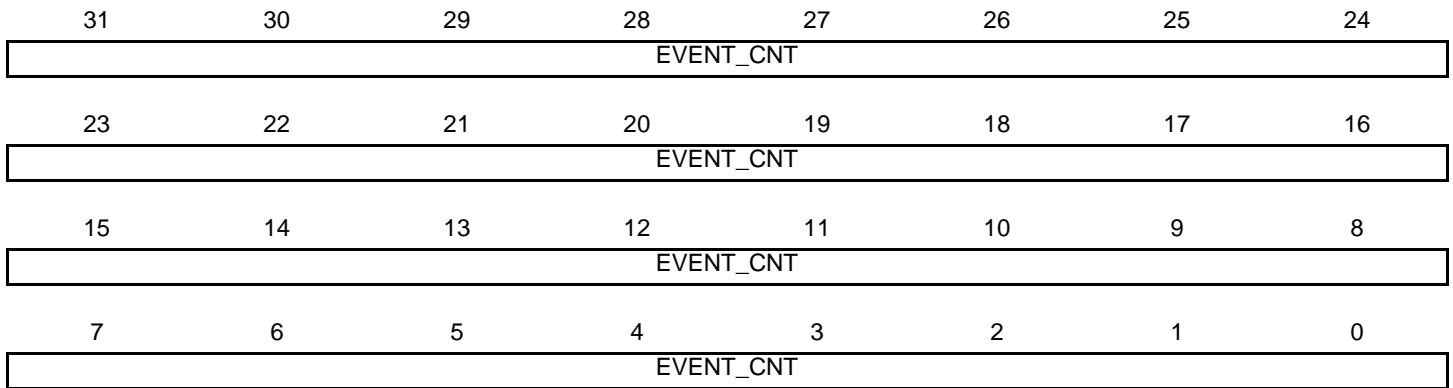 31 30 29 28 27 26 25 24
EVENT_CNT
23 22 21 20 19 18 17 16
EVENT_CNT
15 14 13 12 11 10 9 8
EVENT_CNT
7 6 5 4 3 2 1 0
EVENT_CNT